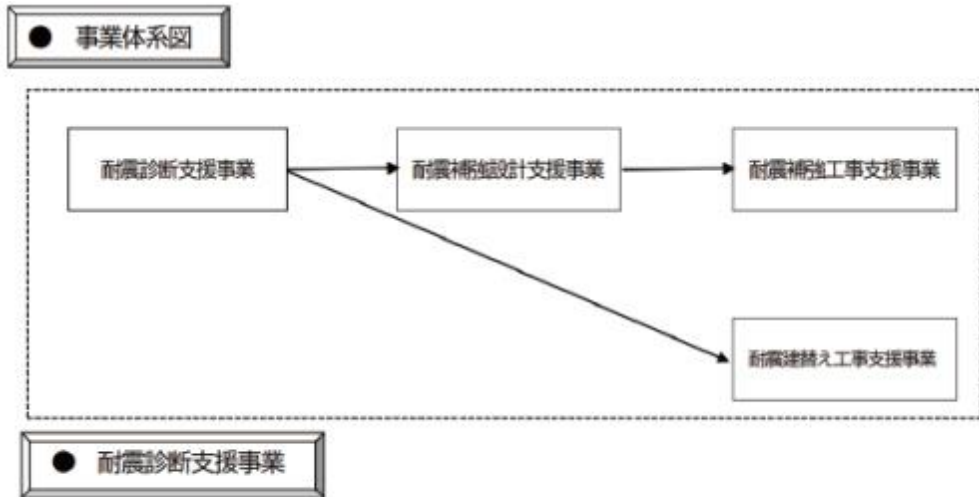 ● 事業体系図
耐震診断支援事業
耐震補強設計支援事業
耐震補強工事支援事業
耐震建替え工事支援事業
● 耐震診断支援事業